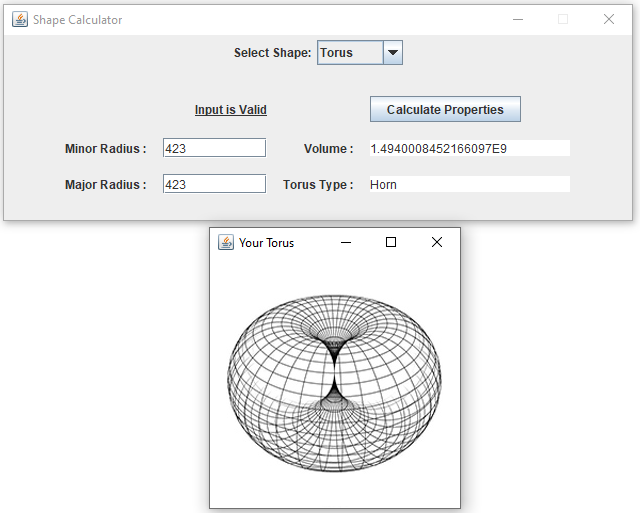 Shape Calculator
Select Shape: Torus
Input is Valid
Calculate Properties
Minor Radius : 423
Volume : 1.4940008452166097E9
Major Radius : 423
Torus Type : Horn
Your Torus